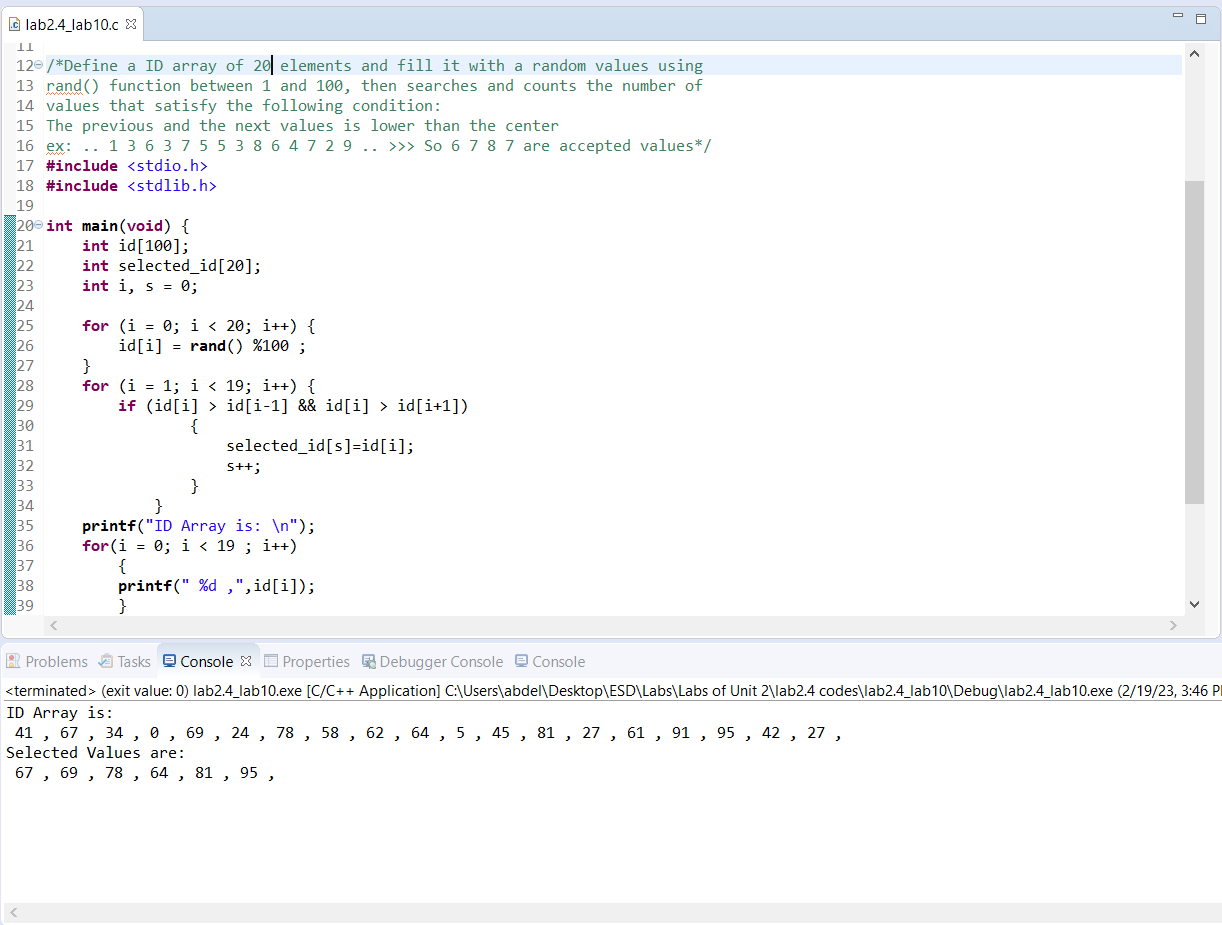 lab2.4_lab10.c
11
12 /*Define a ID array of 20 elements and fill it with a random values using
13 rand() function between 1 and 100, then searches and counts the number of
14 values that satisfy the following condition:
15 The previous and the next values is lower than the center
16 ex: .. 1 3 6 3 7 5 5 3 8 6 4 7 2 9 .. >>> So 6 7 8 7 are accepted values*/
17 #include <stdio.h>
18 #include <stdlib.h>
19
20 int main(void) {
21     int id[100];
22     int selected_id[20];
23     int i, s = 0;
24
25     for (i = 0; i < 20; i++) {
26         id[i] = rand() %100 ;
27     }
28     for (i = 1; i < 19; i++) {
29         if (id[i] > id[i-1] && id[i] > id[i+1])
30                 {
31                     selected_id[s]=id[i];
32                     s++;
33                 }
34             }
35     printf("ID Array is: \n");
36     for(i = 0; i < 19 ; i++)
37         {
38         printf(" %d ,",id[i]);
39         }
Problems Tasks Console Properties Debugger Console Console
<terminated> (exit value: 0) lab2.4_lab10.exe [C/C++ Application] C:\Users\abdel\Desktop\ESD\Labs\Labs of Unit 2\lab2.4 codes\lab2.4_lab10\Debug\lab2.4_lab10.exe (2/19/23, 3:46 P
ID Array is:
 41 , 67 , 34 , 0 , 69 , 24 , 78 , 58 , 62 , 64 , 5 , 45 , 81 , 27 , 61 , 91 , 95 , 42 , 27 ,
Selected Values are:
 67 , 69 , 78 , 64 , 81 , 95 ,